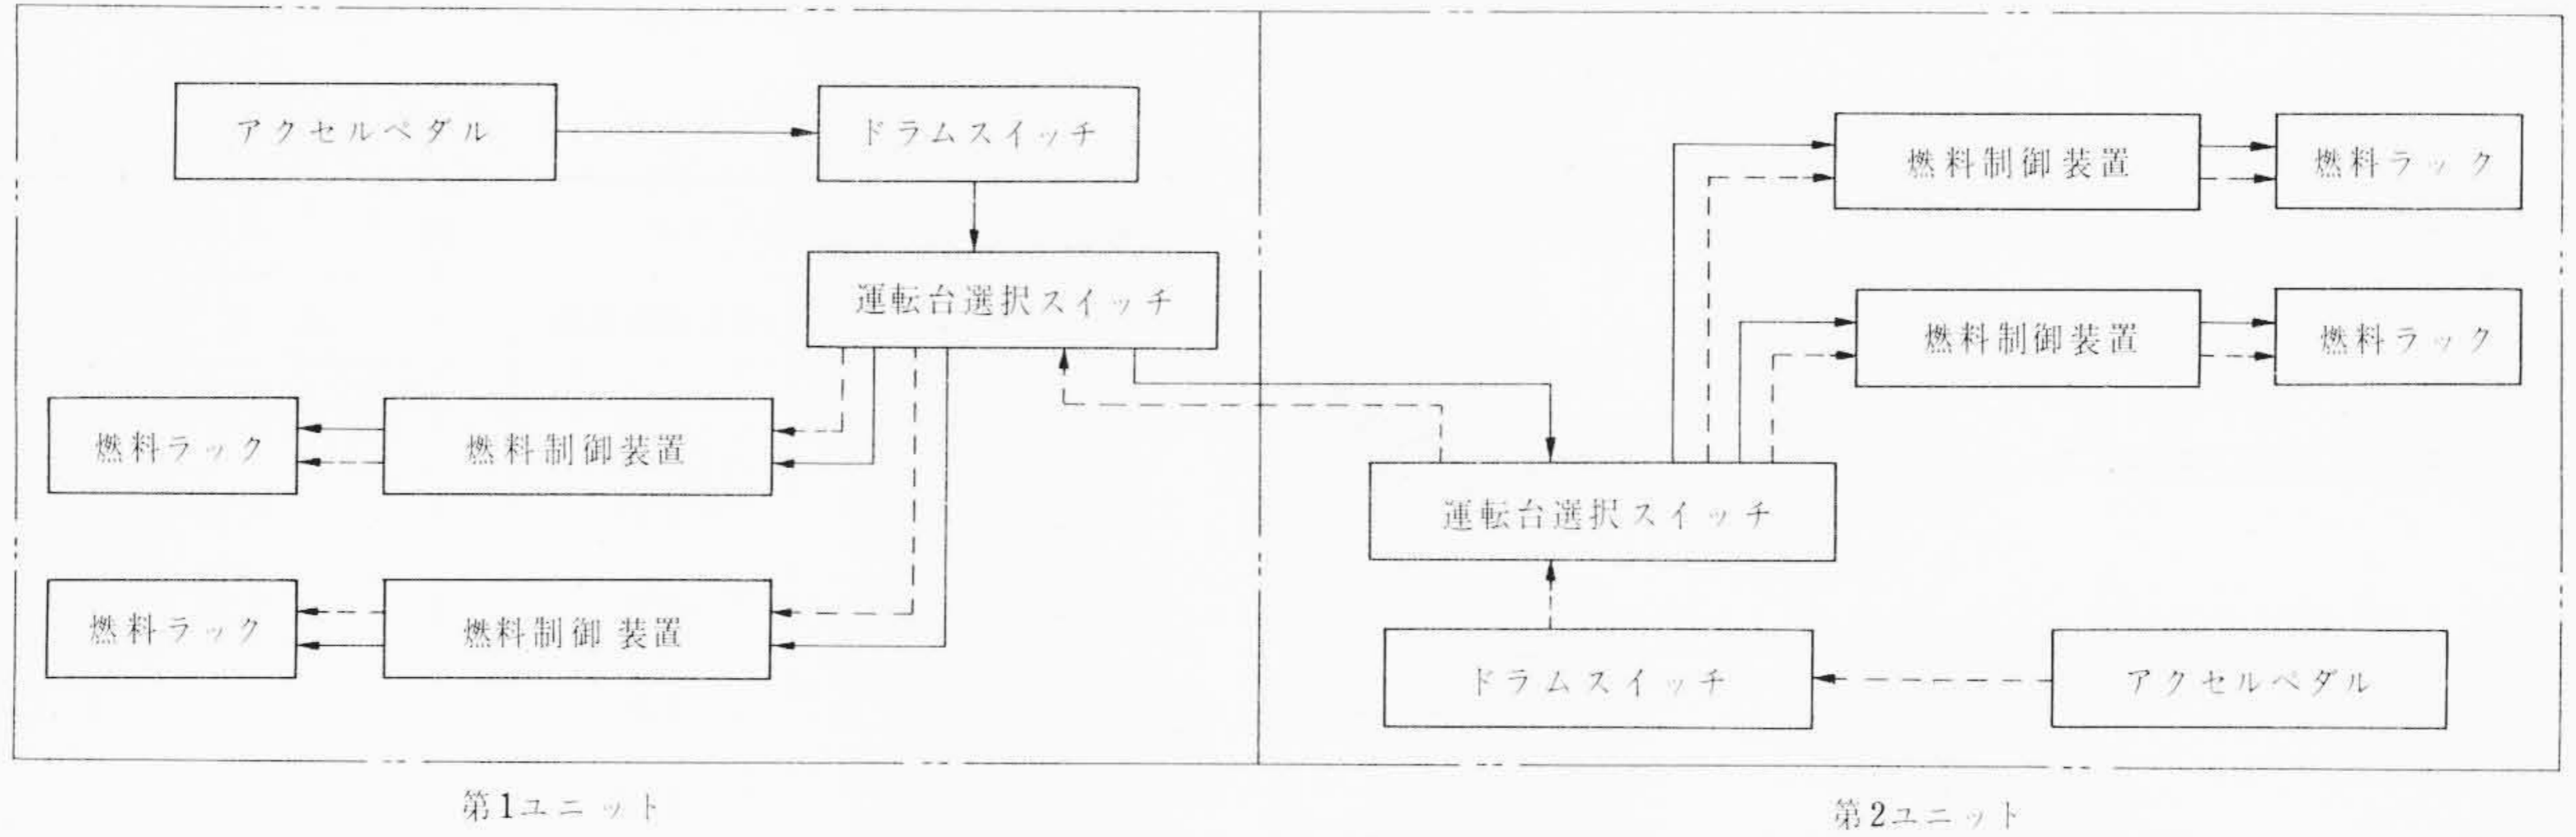 アクセルペダル
ドラムスイッチ
運転台選択スイッチ
燃料ラック
燃料制御装置
燃料ラック
燃料制御装置
第1ユニット
燃料制御装置
燃料ラック
燃料制御装置
燃料ラック
運転台選択スイッチ
ドラムスイッチ
アクセルペダル
第2ユニット